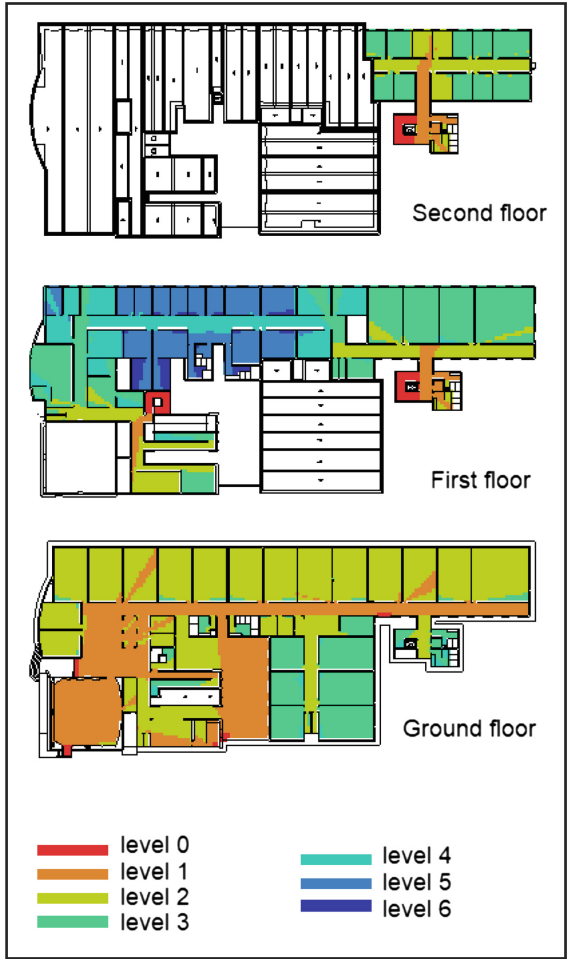 Second floor
First floor
Ground floor
level 0
level 1
level 2
level 3
level 4
level 5
level 6